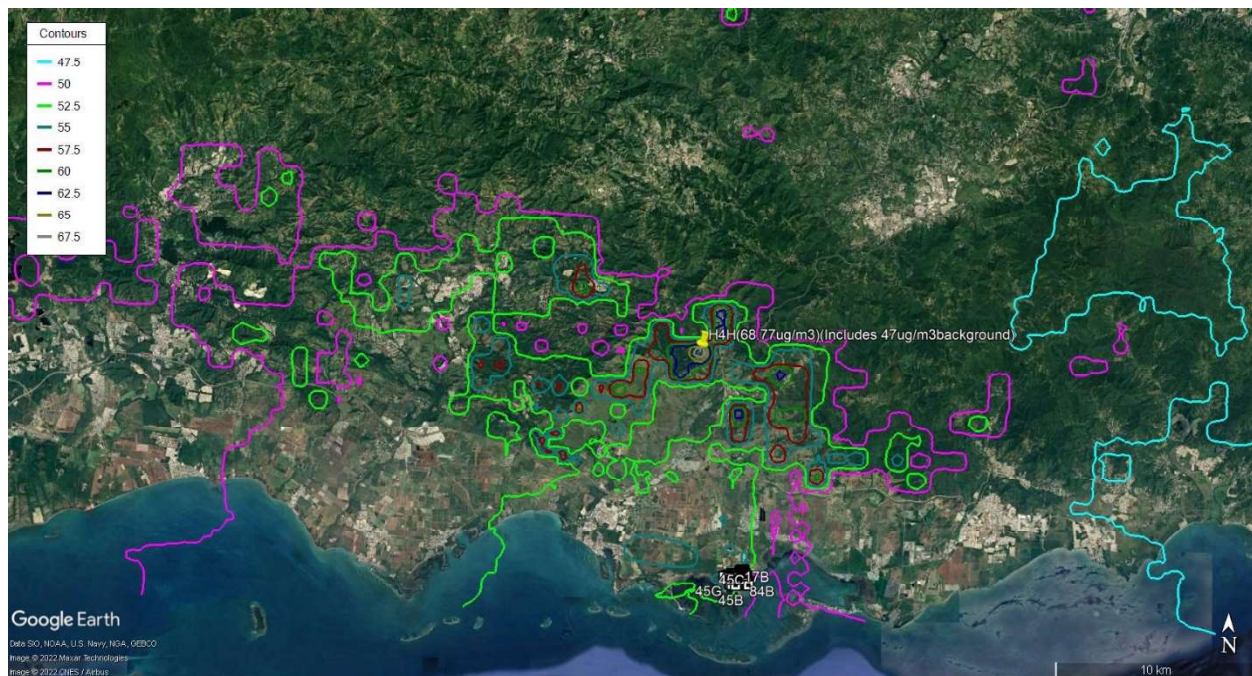 Contours
47.5
50
52.5
55
57.5
60
62.5
65
67.5
H4H(68.77ug/m3)(Includes 47ug/m3background)
45C 17B
45G 84B
45B
Google Earth
Data SIO, NOAA, U.S. Navy, NGA, GEBCO
Image © 2022 Maxar Technologies
Image © 2022 CNES / Airbus
N
10 km